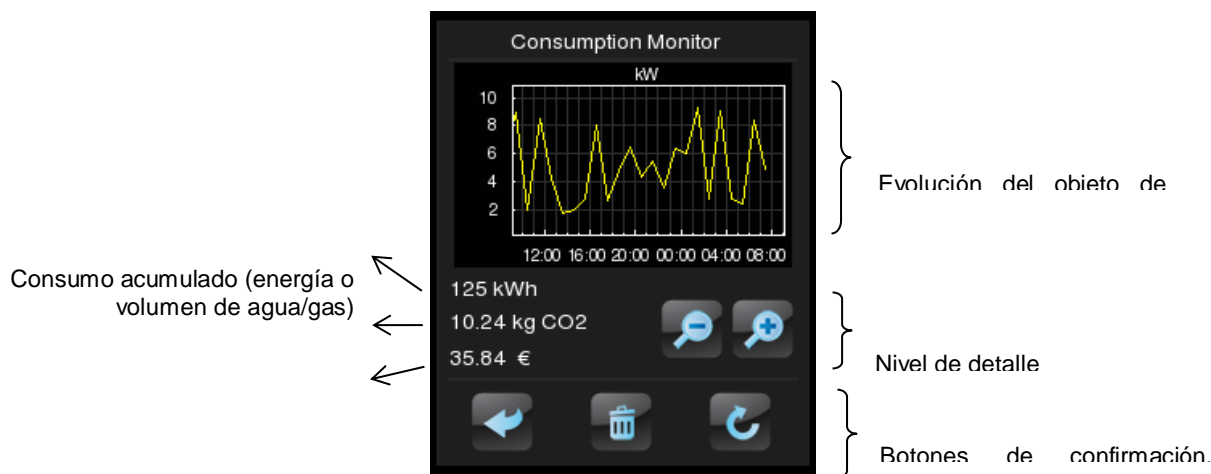 Consumption Monitor
kW
10
8
6
4
2
12:00 16:00 20:00 00:00 04:00 08:00
125 kWh
10.24 kg CO2
35.84 €
Consumo acumulado (energía o
volumen de agua/gas)
Evolución del objeto de
Nivel de detalle
Botones de confirmación,